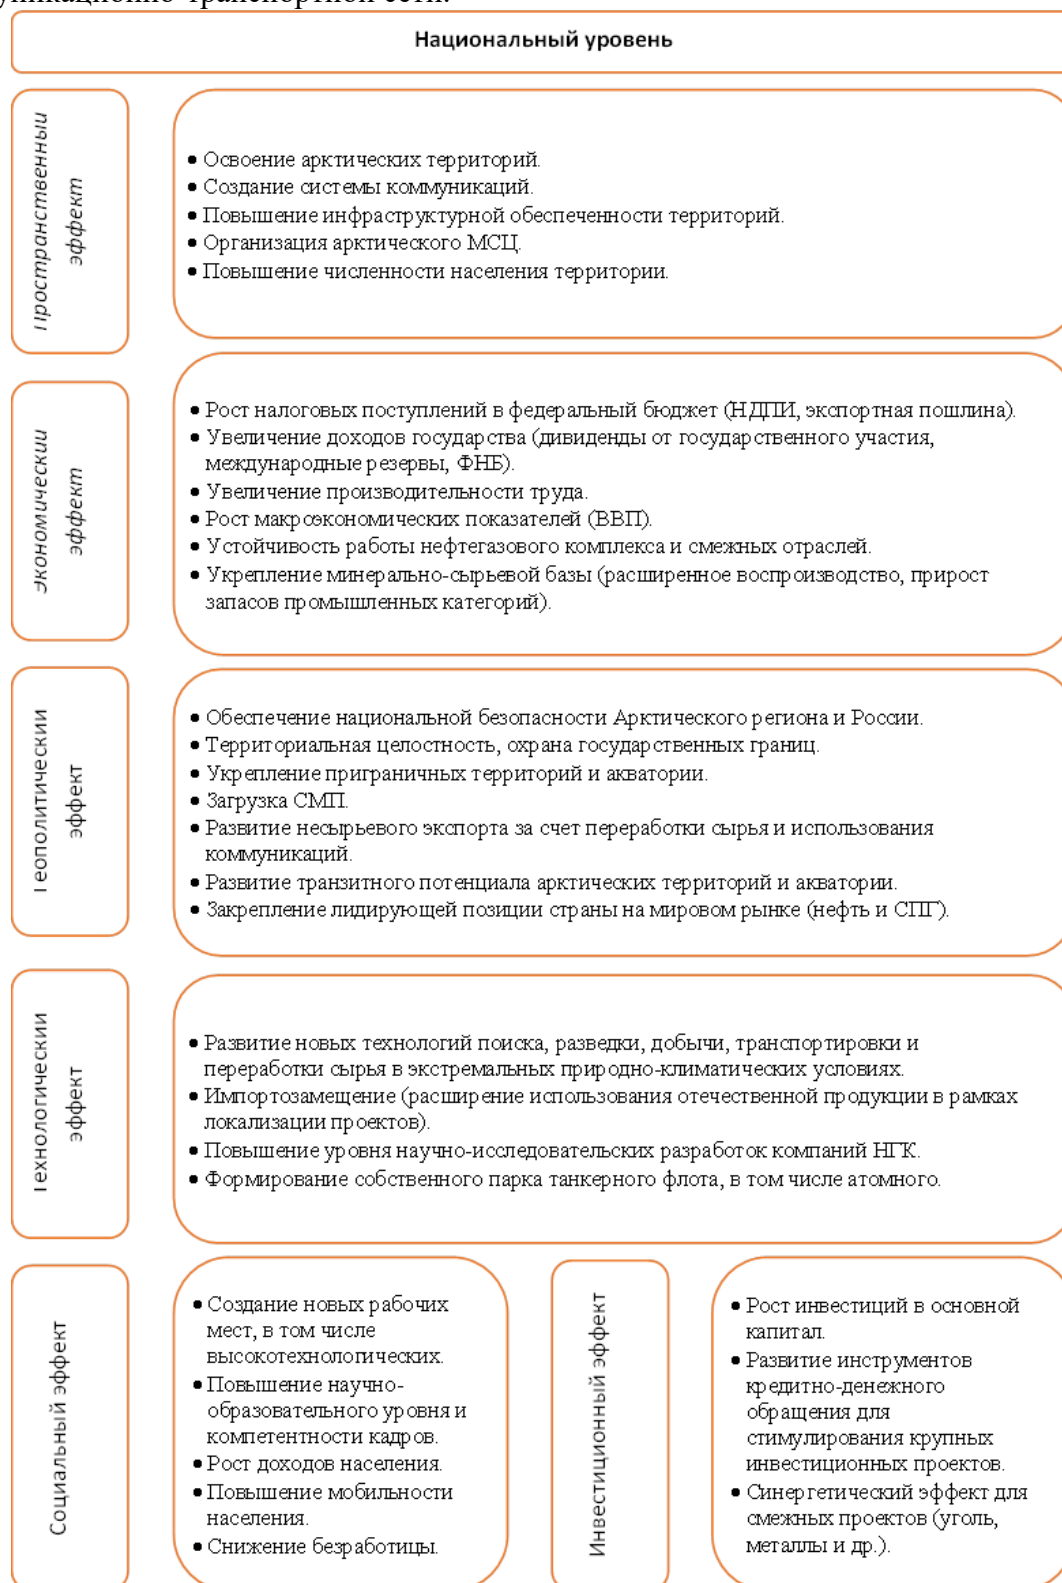 муникационно-транспортной сети.
Национальный уровень
Пространственный
эффект
• Освоение арктических территорий.
• Создание системы коммуникаций.
• Повышение инфраструктурной обеспеченности территорий.
• Организация арктического МСЦ.
• Повышение численности населения территории.
Экономический
эффект
• Рост налоговых поступлений в федеральный бюджет (НДПИ, экспортная пошлина).
• Увеличение доходов государства (дивиденды от государственного участия,
международные резервы, ФНБ).
• Увеличение производительности труда.
• Рост макроэкономических показателей (ВВП).
• Устойчивость работы нефтегазового комплекса и смежных отраслей.
• Укрепление минерально-сырьевой базы (расширенное воспроизводство, прирост
запасов промышленных категорий).
Геополитический
эффект
• Обеспечение национальной безопасности Арктического региона и России.
• Территориальная целостность, охрана государственных границ.
• Укрепление приграничных территорий и акватории.
• Загрузка СМП.
• Развитие несырьевого экспорта за счет переработки сырья и использования
коммуникаций.
• Развитие транзитного потенциала арктических территорий и акватории.
• Закрепление лидирующей позиции страны на мировом рынке (нефть и СПГ).
Технологический
эффект
• Развитие новых технологий поиска, разведки, добычи, транспортировки и
переработки сырья в экстремальных природно-климатических условиях.
• Импортозамещение (расширение использования отечественной продукции в рамках
локализации проектов).
• Повышение уровня научно-исследовательских разработок компаний НГК.
• Формирование собственного парка танкерного флота, в том числе атомного.
Социальный эффект
• Создание новых рабочих
мест, в том числе
высокотехнологических.
• Повышение научно-
образовательного уровня и
компетентности кадров.
• Рост доходов населения.
• Повышение мобильности
населения.
• Снижение безработицы.
Инвестиционный эффект
• Рост инвестиций в основной
капитал.
• Развитие инструментов
кредитно-денежного
обращения для
стимулирования крупных
инвестиционных проектов.
• Синергетический эффект для
смежных проектов (уголь,
металлы и др.).